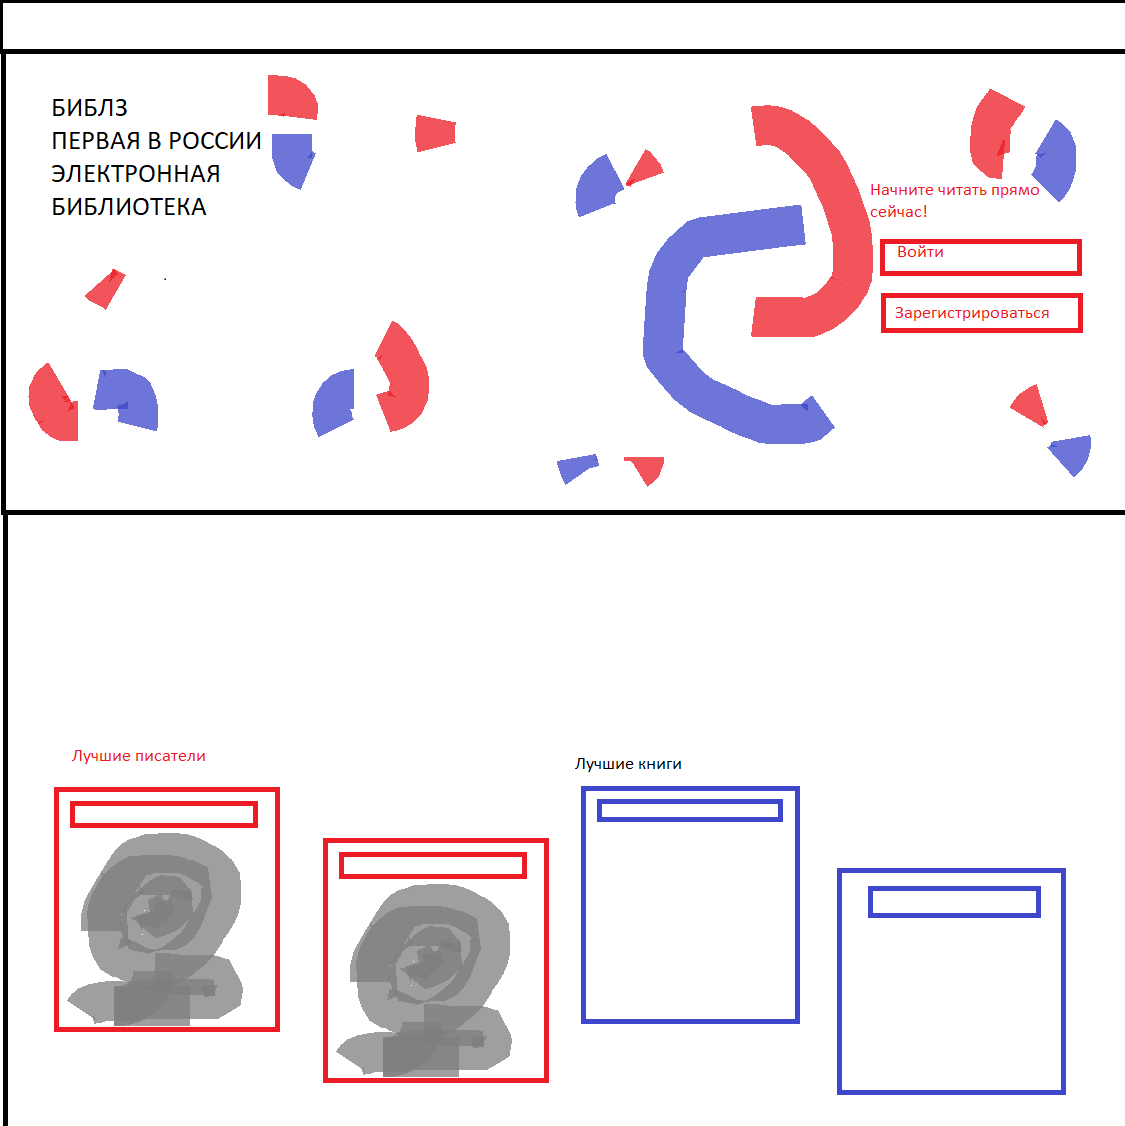 БИБЛЗ
ПЕРВАЯ В РОССИИ
ЭЛЕКТРОННАЯ
БИБЛИОТЕКА
Начните читать прямо
сейчас!
Войти
Зарегистрироваться
Лучшие писатели
Лучшие книги